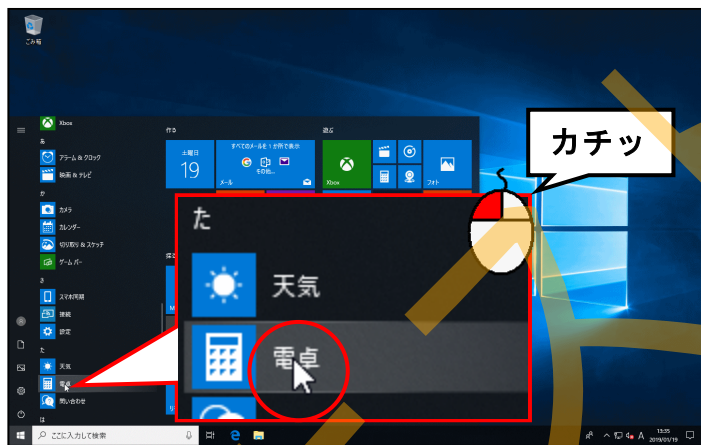 ごみ箱
カチッ
Xbox
作る
遊ぶ
あ
アラーム & クロック
映画 & テレビ
土曜日
19
すべてのメールを 1 か所で表示
その他...
メール
Xbox
フォト
か
カメラ
カレンダー
切り取り & スケッチ
ゲーム バー
さ
スマホ同期
接続
設定
た
天気
電卓
問い合わせ
は
た
天気
電卓
ここに入力して検索
A
13:35
2019/01/19